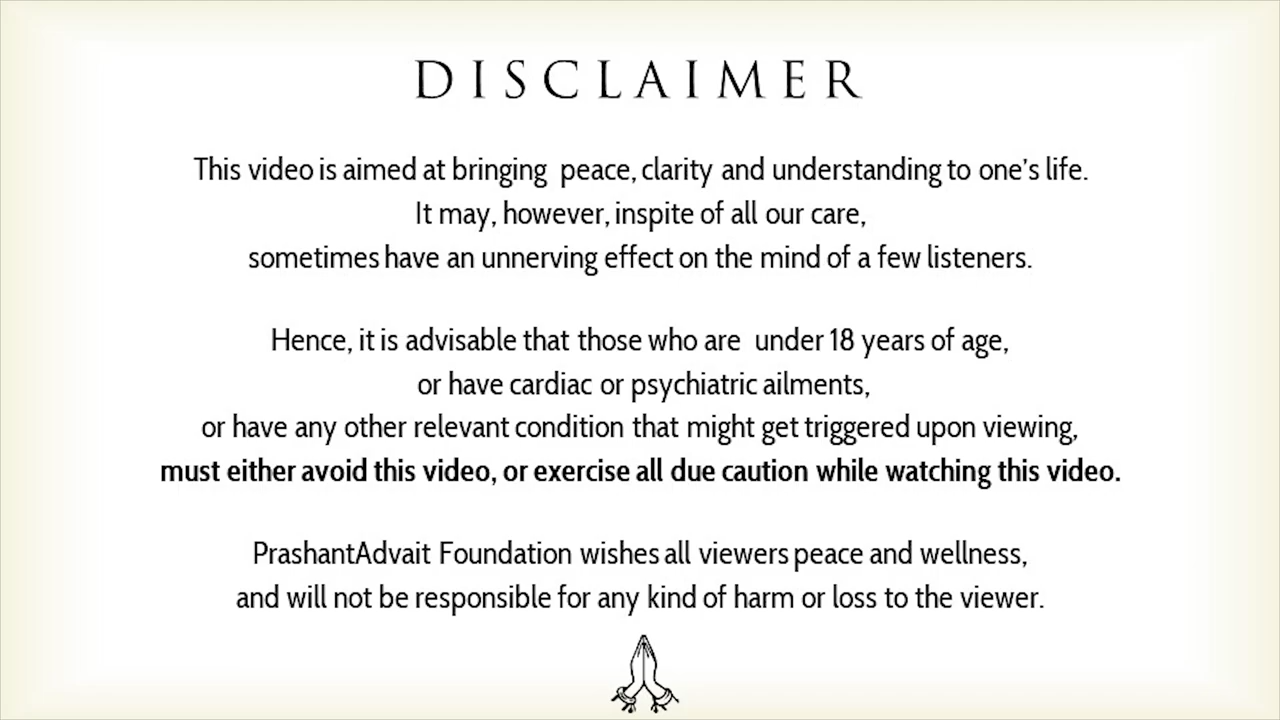 DISCLAIMER
This video is aimed at bringing peace, clarity and understanding to one's life.
It may, however, inspite of all our care,
sometimes have an unnerving effect on the mind of a few listeners.
Hence, it is advisable that those who are under 18 years of age,
or have cardiac or psychiatric ailments,
or have any other relevant condition that might get triggered upon viewing,
must either avoid this video, or exercise all due caution while watching this video.
PrashantAdvait Foundation wishes all viewers peace and wellness,
and will not be responsible for any kind of harm or loss to the viewer.